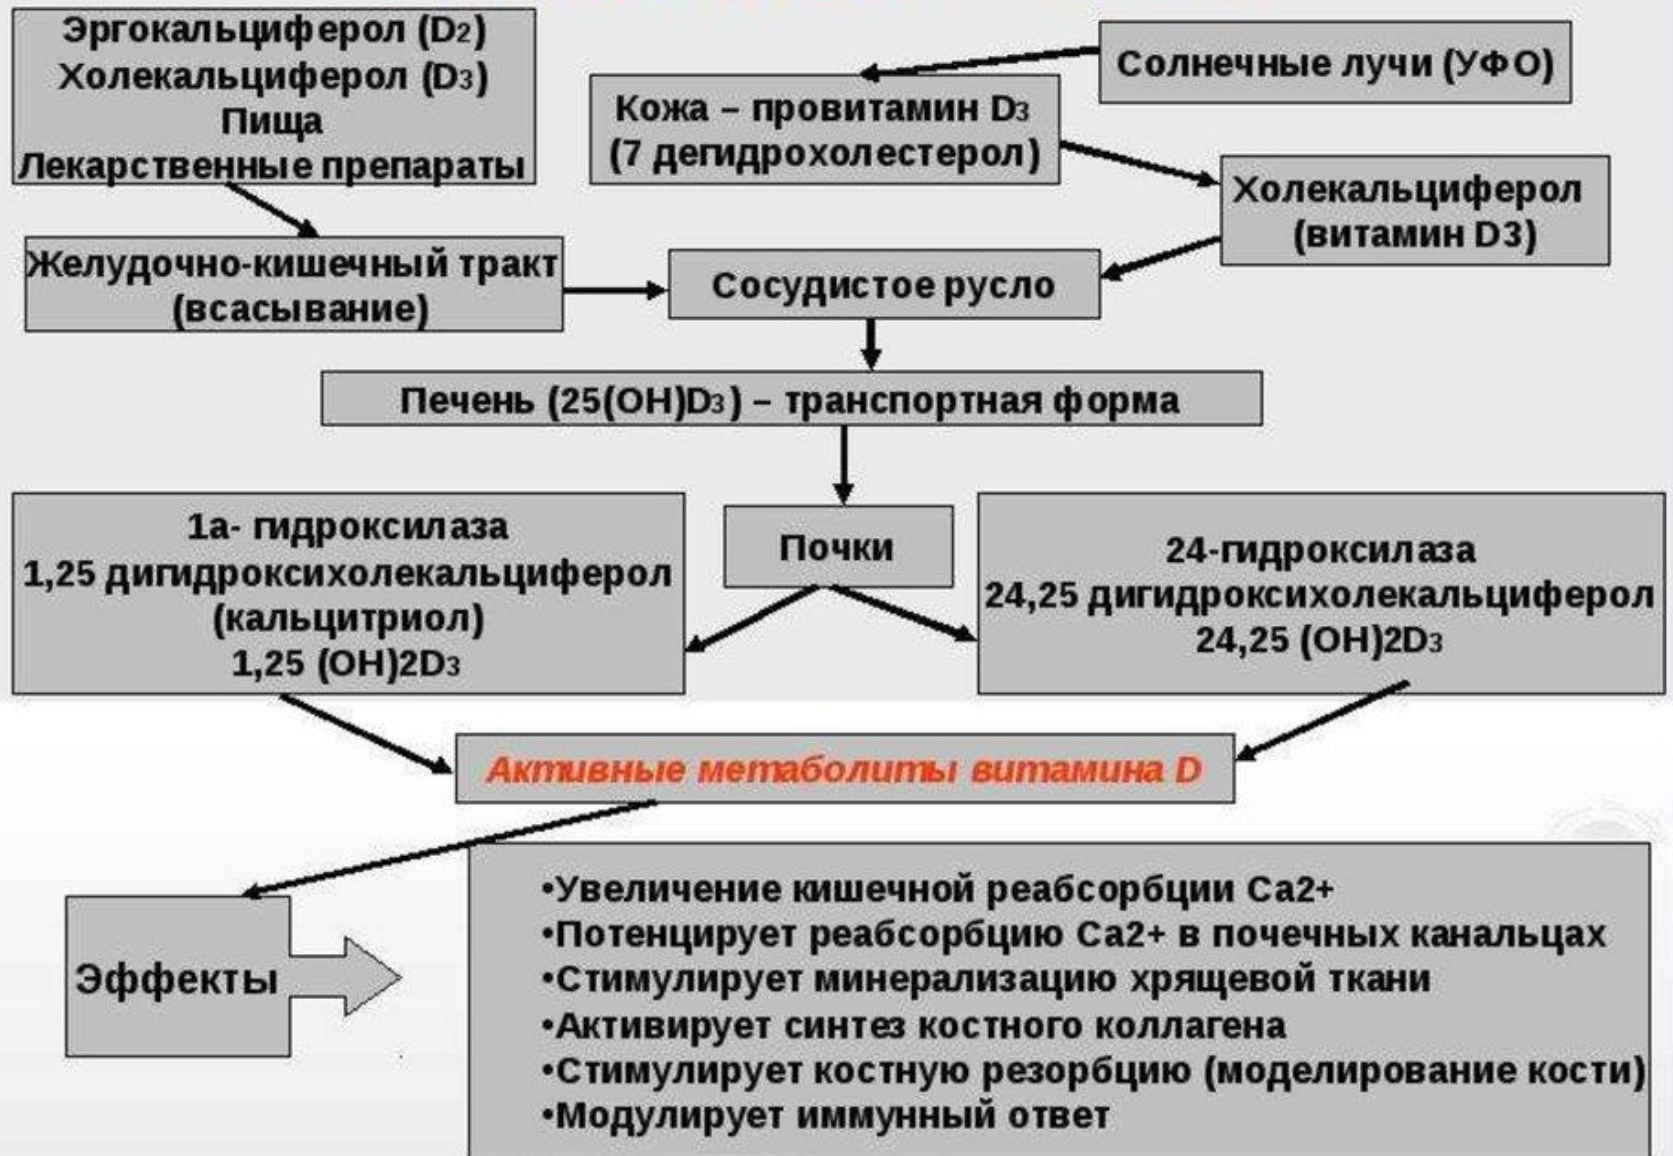 Эргокальциферол (D2)
Холекальциферол (D3)
Пища
Лекарственные препараты
Солнечные лучи (УФО)
Кожа – провитамин D3
(7 дегидрохолестерол)
Холекальциферол
(витамин D3)
Желудочно-кишечный тракт
(всасывание)
Сосудистое русло
Печень (25(OH)D3) – транспортная форма
1а- гидроксилаза
1,25 дигидроксихолекальциферол
(кальцитриол)
1,25 (OH)2D3
Почки
24-гидроксилаза
24,25 дигидроксихолекальциферол
24,25 (OH)2D3
Активные метаболиты витамина D
Эффекты
•Увеличение кишечной реабсорбции Ca2+
•Потенцирует реабсорбцию Ca2+ в почечных канальцах
•Стимулирует минерализацию хрящевой ткани
•Активирует синтез костного коллагена
•Стимулирует костную резорбцию (моделирование кости)
•Модулирует иммунный ответ